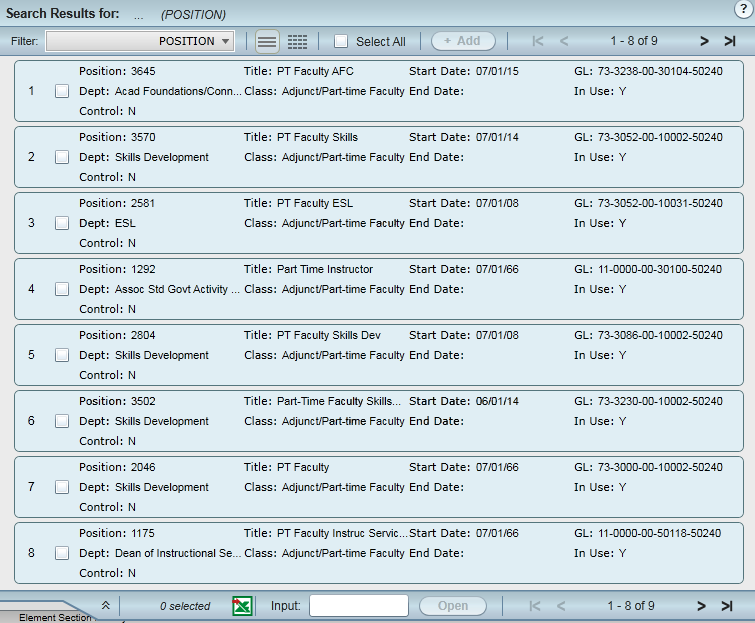 Search Results for: ... (POSITION) ?
Filter: POSITION Select All + Add 1 - 8 of 9
Position: 3645 Title: PT Faculty AFC Start Date: 07/01/15 GL: 73-3238-00-30104-50240
1 Dept: Acad Foundations/Conn... Class: Adjunct/Part-time Faculty End Date: In Use: Y
Control: N
Position: 3570 Title: PT Faculty Skills Start Date: 07/01/14 GL: 73-3052-00-10002-50240
2 Dept: Skills Development Class: Adjunct/Part-time Faculty End Date: In Use: Y
Control: N
Position: 2581 Title: PT Faculty ESL Start Date: 07/01/08 GL: 73-3052-00-10031-50240
3 Dept: ESL Class: Adjunct/Part-time Faculty End Date: In Use: Y
Control: N
Position: 1292 Title: Part Time Instructor Start Date: 07/01/66 GL: 11-0000-00-30100-50240
4 Dept: Assoc Std Govt Activity ... Class: Adjunct/Part-time Faculty End Date: In Use: Y
Control: N
Position: 2804 Title: PT Faculty Skills Dev Start Date: 07/01/08 GL: 73-3086-00-10002-50240
5 Dept: Skills Development Class: Adjunct/Part-time Faculty End Date: In Use: Y
Control: N
Position: 3502 Title: Part-Time Faculty Skills... Start Date: 06/01/14 GL: 73-3230-00-10002-50240
6 Dept: Skills Development Class: Adjunct/Part-time Faculty End Date: In Use: Y
Control: N
Position: 2046 Title: PT Faculty Start Date: 07/01/66 GL: 73-3000-00-10002-50240
7 Dept: Skills Development Class: Adjunct/Part-time Faculty End Date: In Use: Y
Control: N
Position: 1175 Title: PT Faculty Instruc Servic... Start Date: 07/01/66 GL: 11-0000-00-50118-50240
8 Dept: Dean of Instructional Se... Class: Adjunct/Part-time Faculty End Date: In Use: Y
Control: N
0 selected Input: Open 1 - 8 of 9
Element Section